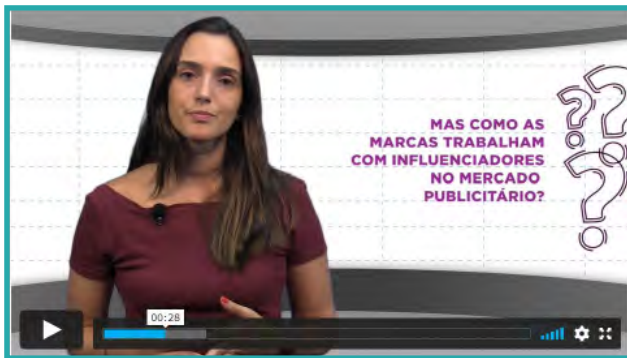 MAS COMO AS
MARCAS TRABALHAM
COM INFLUENCIADORES
NO MERCADO
PUBLICITÁRIO?
00:28